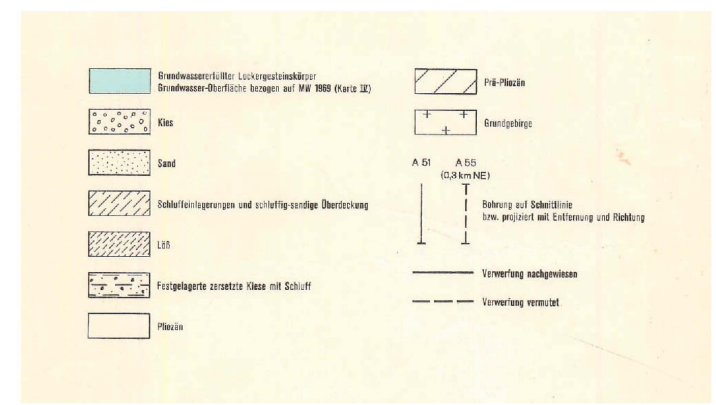 Grundwassererfüllter Lockergesteinskörper
Grundwasser-Oberfläche bezogen auf MW 1969 (Karte IV)
Kies
Sand
Schluffeinlagerungen und schluffig-sandige Überdeckung
Löß
Festgelagerte zersetzte Kiese mit Schluff
Pliozän
Prä-Pliozän
Grundgebirge
A 51 A 55
(0,3 km NE)
Bohrung auf Schnittlinie
bzw. projiziert mit Entfernung und Richtung
Verwerfung nachgewiesen
Verwerfung vermutet